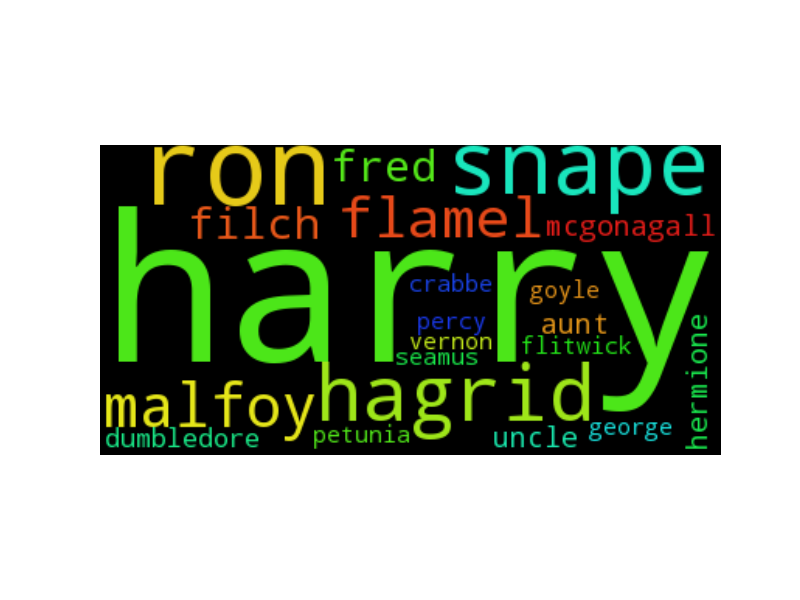 ron fred snape
filch flamel mcgonagall
harry
crabbe goyle
percy aunt
vernon flitwick
seamus
malfoy hagrid hermione
dumbledore petunia uncle george